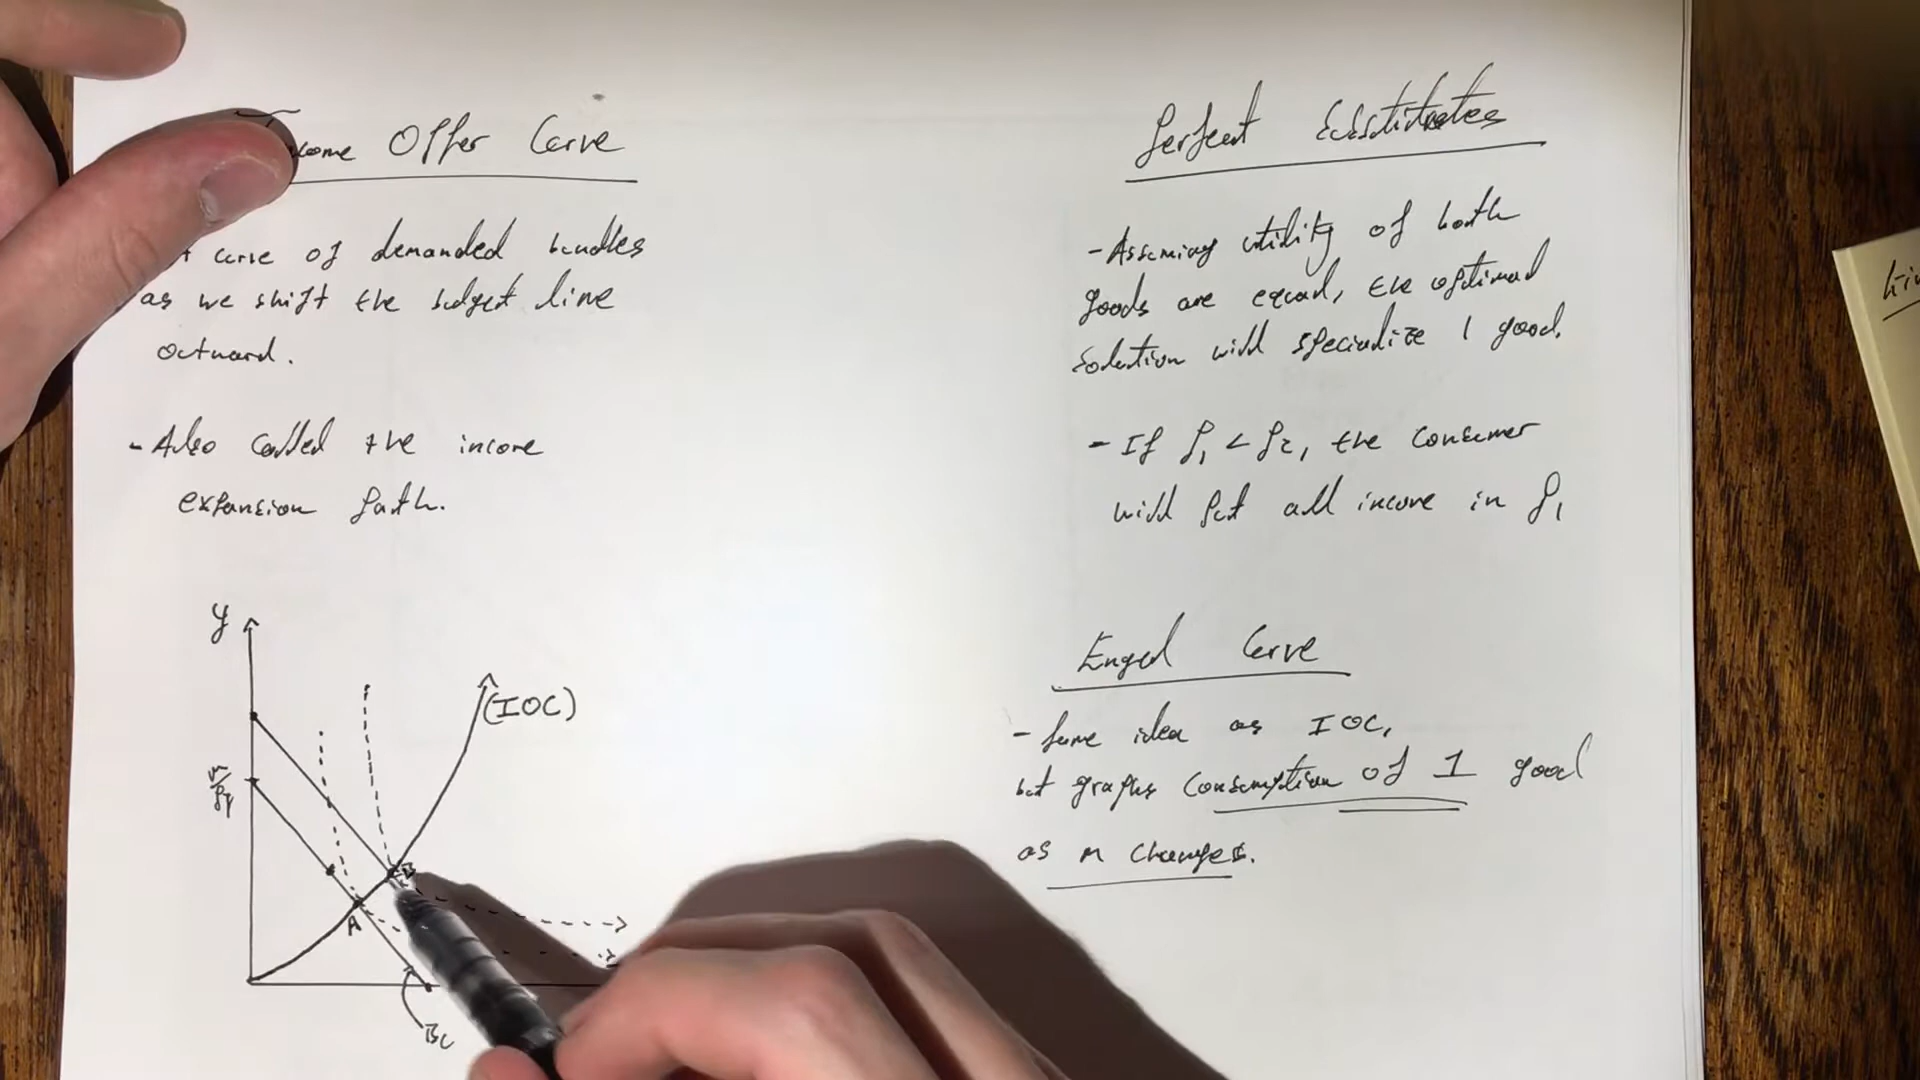 Income Offer Curve
curve of demanded bundles
as we shift the budget line
outward.
- Also called the income
expansion path.
y
(IOC)
m
A
B
BC
Perfect Substitutes
- Assuming utility of both
goods are equal, the optimal
solution will specialize 1 good.
- If P1 < P2, the consumer
will put all income in P1
Engel Curve
- Same idea as IOC,
but graphs consumption of 1 good
as m changes.